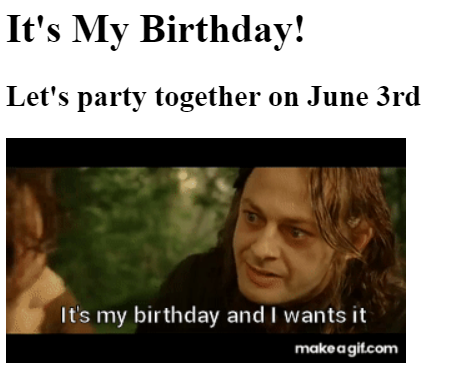 It's My Birthday!
Let's party together on June 3rd
It's my birthday and I wants it
makeagif.com